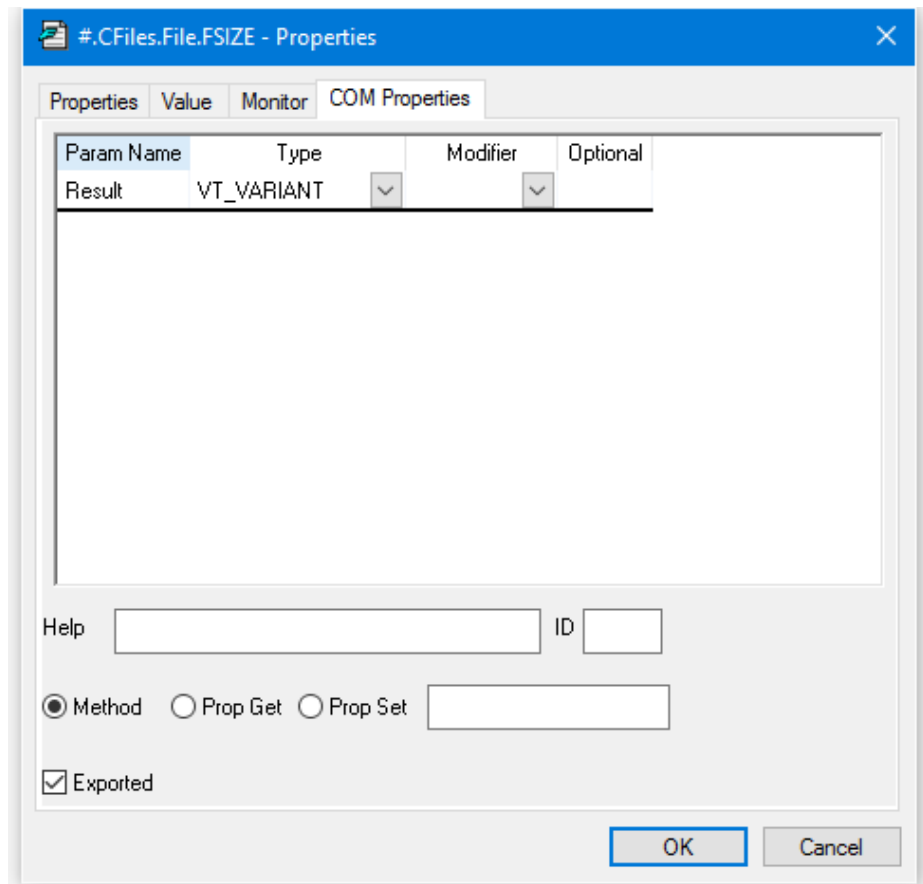 #.CFiles.File.FSIZE - Properties
Properties Value Monitor COM Properties
Param Name Type Modifier Optional
Result VT_VARIANT
Help ID
Method Prop Get Prop Set
Exported
OK Cancel